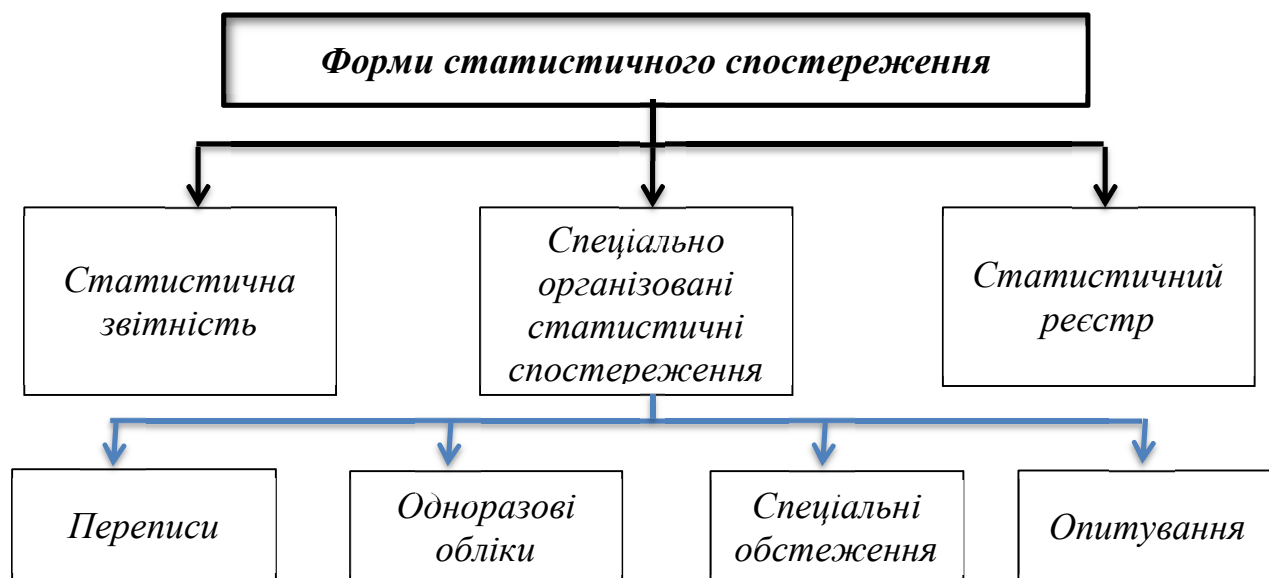 Форми статистичного спостереження
Статистична
звітність
Спеціально
організовані
статистичні
спостереження
Статистичний
реєстр
Переписи
Одноразові
обліки
Спеціальні
обстеження
Опитування